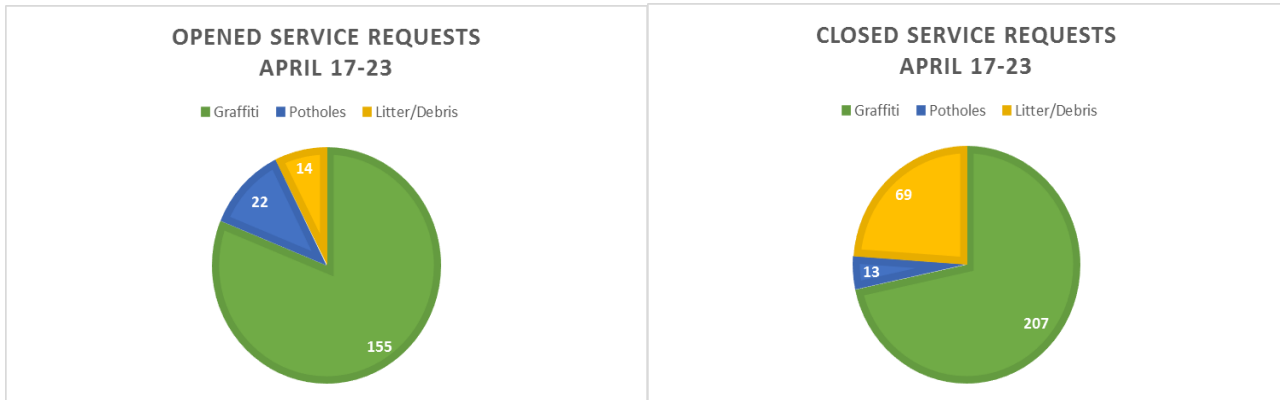 OPENED SERVICE REQUESTS
APRIL 17-23
Graffiti Potholes Litter/Debris
14
22
155
CLOSED SERVICE REQUESTS
APRIL 17-23
Graffiti Potholes Litter/Debris
69
13
207